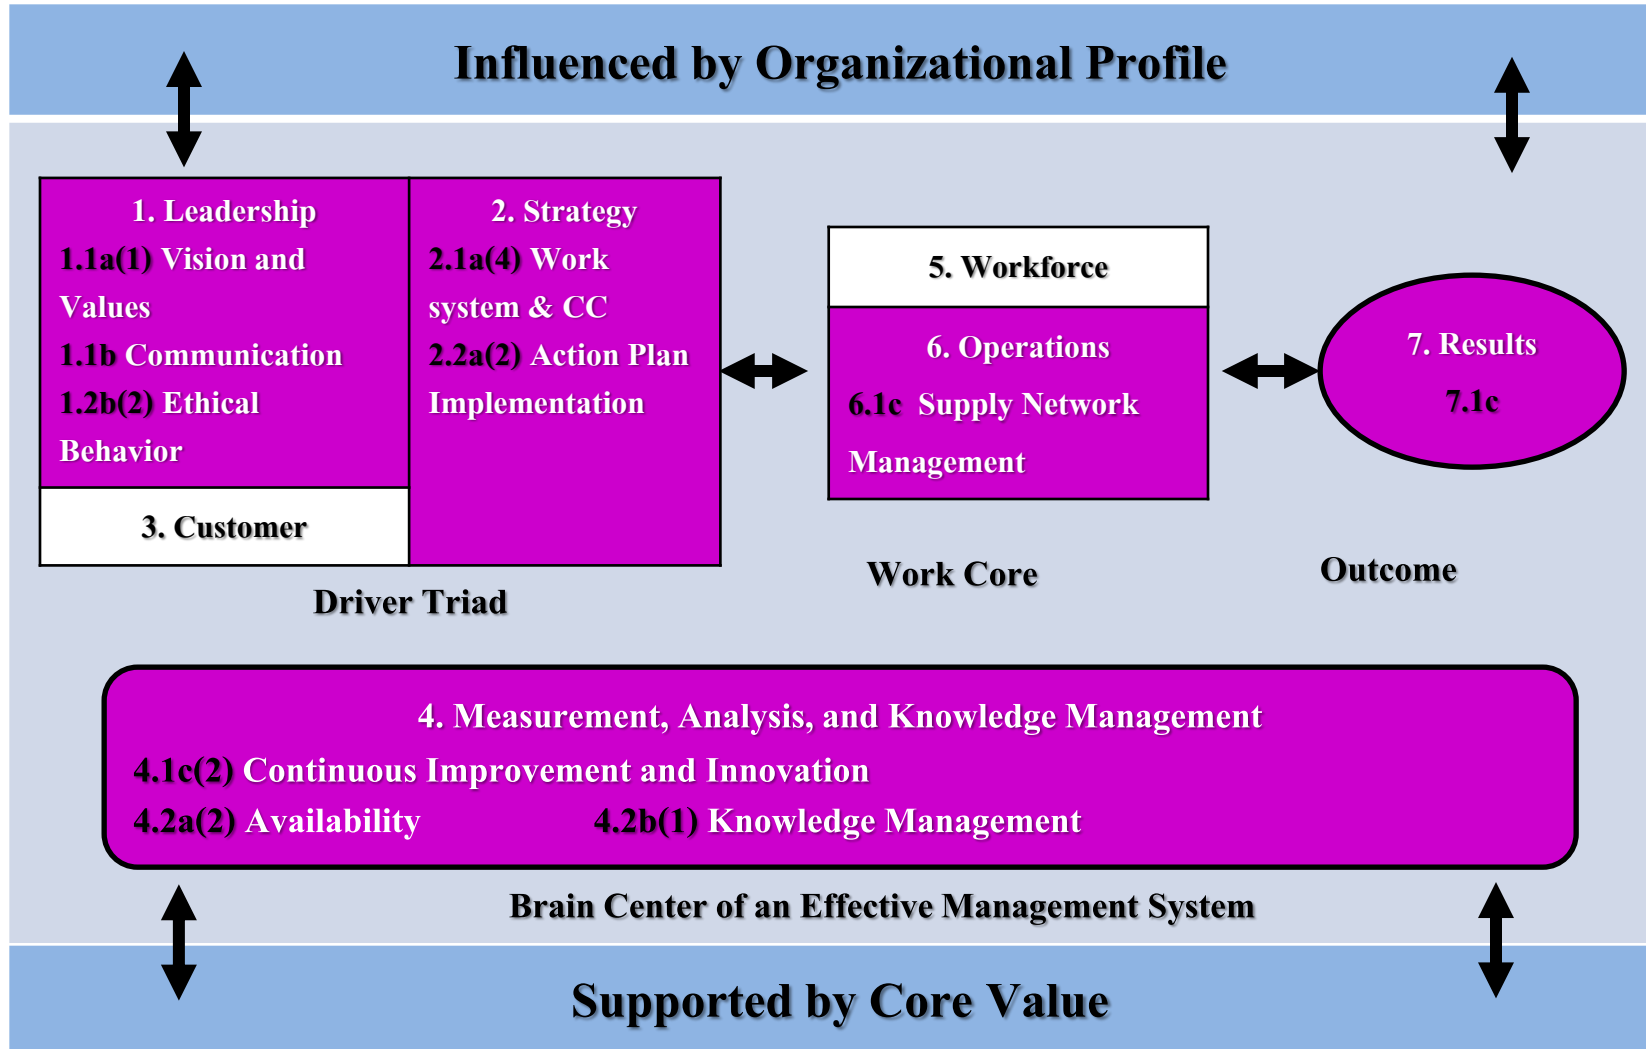 Influenced by Organizational Profile
1. Leadership
1.1a(1) Vision and
Values
1.1b Communication
1.2b(2) Ethical
Behavior
3. Customer
2. Strategy
2.1a(4) Work
system & CC
2.2a(2) Action Plan
Implementation
Driver Triad
5. Workforce
6. Operations
6.1c Supply Network
Management
Work Core
7. Results
7.1c
Outcome
4. Measurement, Analysis, and Knowledge Management
4.1c(2) Continuous Improvement and Innovation
4.2a(2) Availability 4.2b(1) Knowledge Management
Brain Center of an Effective Management System
Supported by Core Value